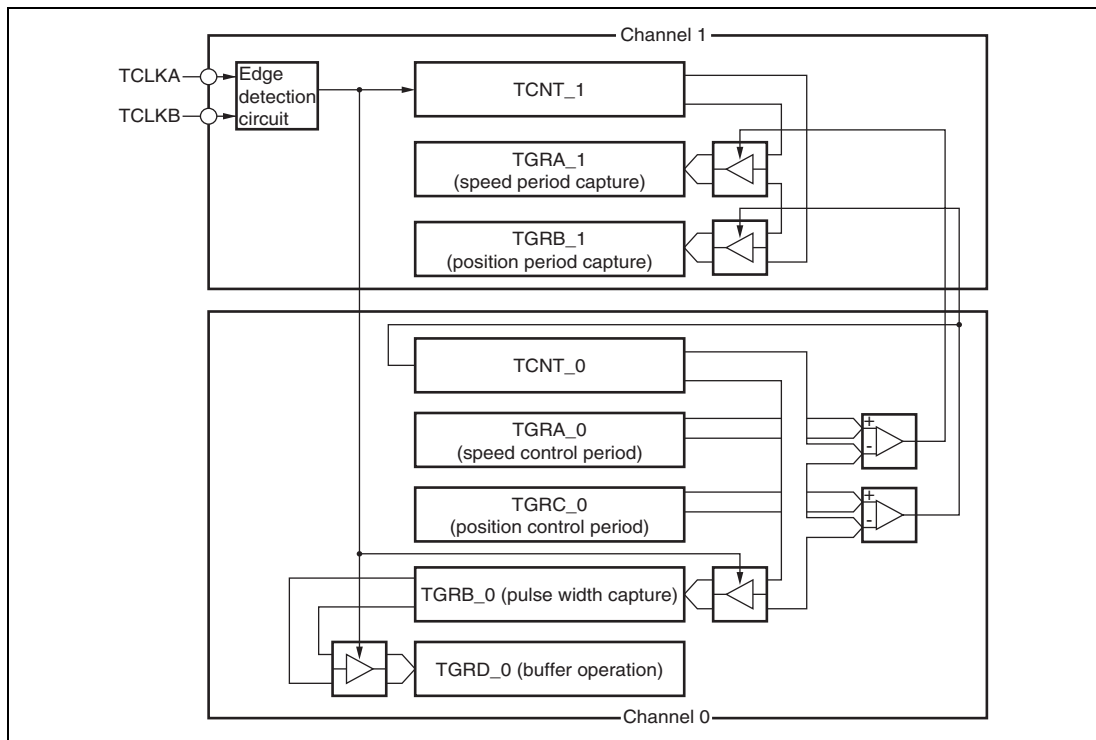 Channel 1
TCLKA
TCLKB
Edge
detection
circuit
TCNT_1
TGRA_1
(speed period capture)
TGRB_1
(position period capture)
TCNT_0
TGRA_0
(speed control period)
+
-
TGRC_0
(position control period)
+
-
TGRB_0 (pulse width capture)
TGRD_0 (buffer operation)
Channel 0